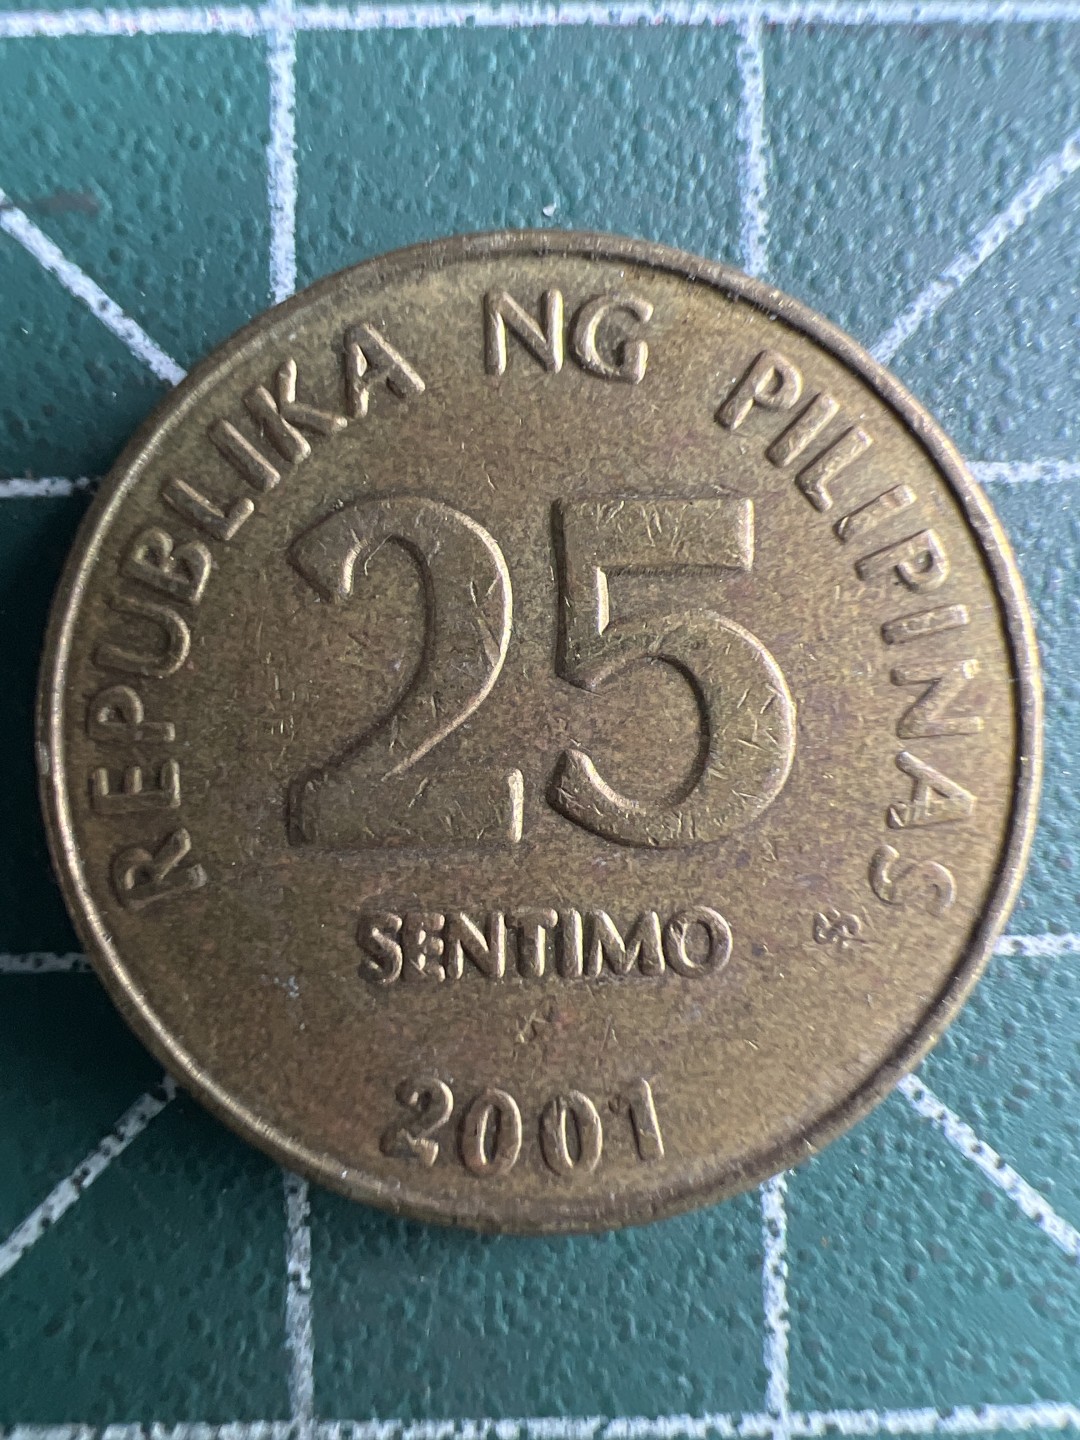 REPUBLIKA NG PILIPINAS
25
SENTIMO
2001